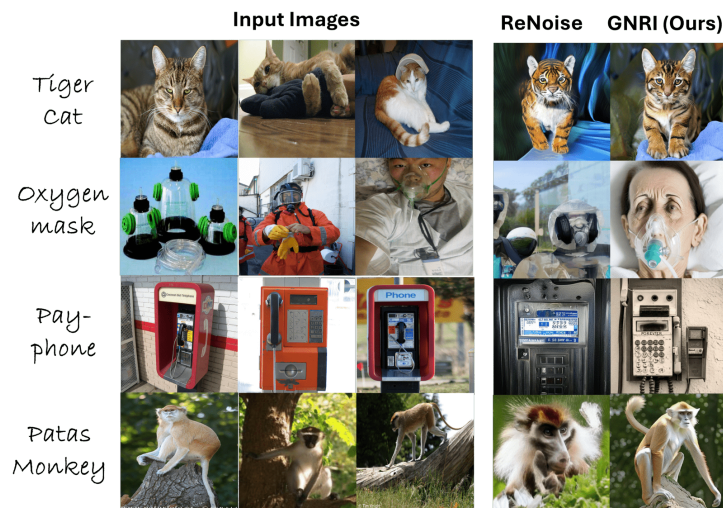 Input Images
ReNoise
GNRI (Ours)
Tiger
Cat
Oxygen
mask
Pay-
phone
Phone
Patas
Monkey